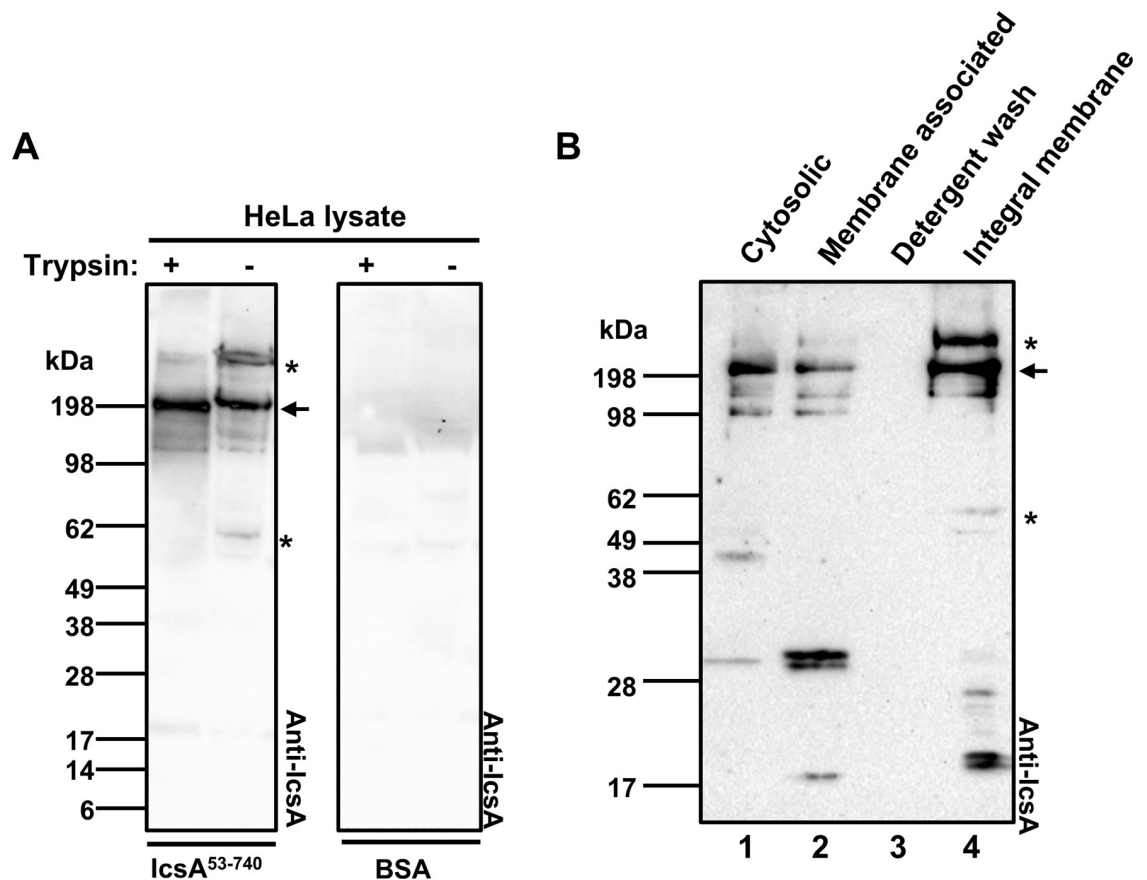 A
HeLa lysate
Trypsin: + - + -
kDa
198
98
62
49
38
28
17
14
6
*
*
Anti-IcsA
Anti-IcsA
IcsA53-740
BSA
B
Cytosolic
Membrane associated
Detergent wash
Integral membrane
kDa
198
98
62
49
38
28
17
*
*
Anti-IcsA
1 2 3 4